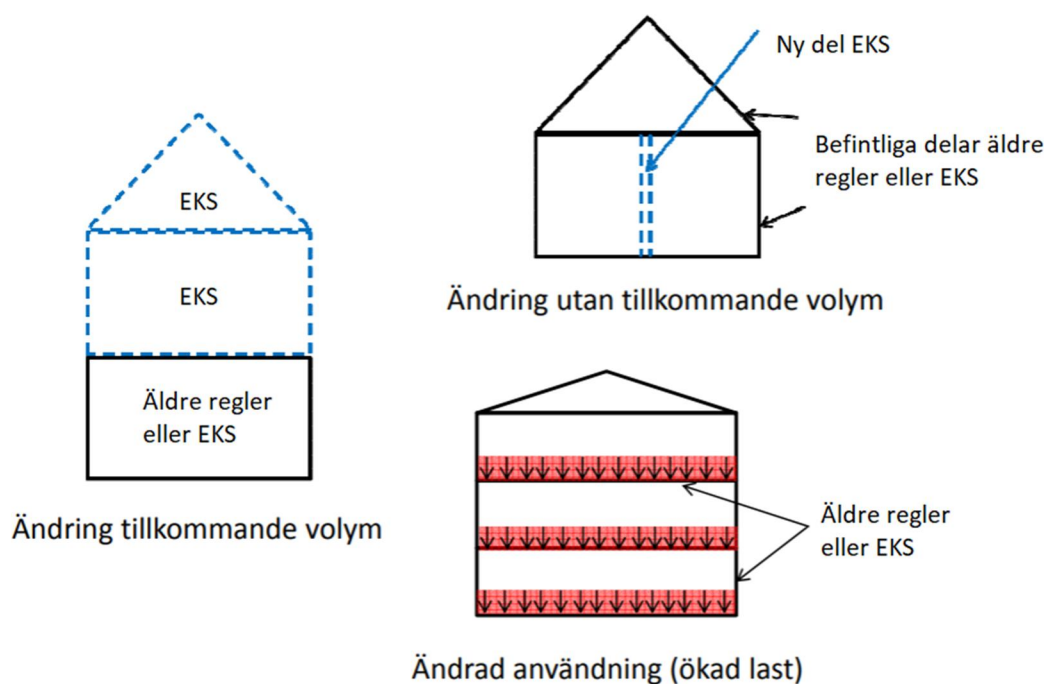 EKS
EKS
Äldre regler
eller EKS
Ändring tillkommande volym
Ny del EKS
Befintliga delar äldre
regler eller EKS
Ändring utan tillkommande volym
Äldre regler
eller EKS
Ändrad användning (ökad last)